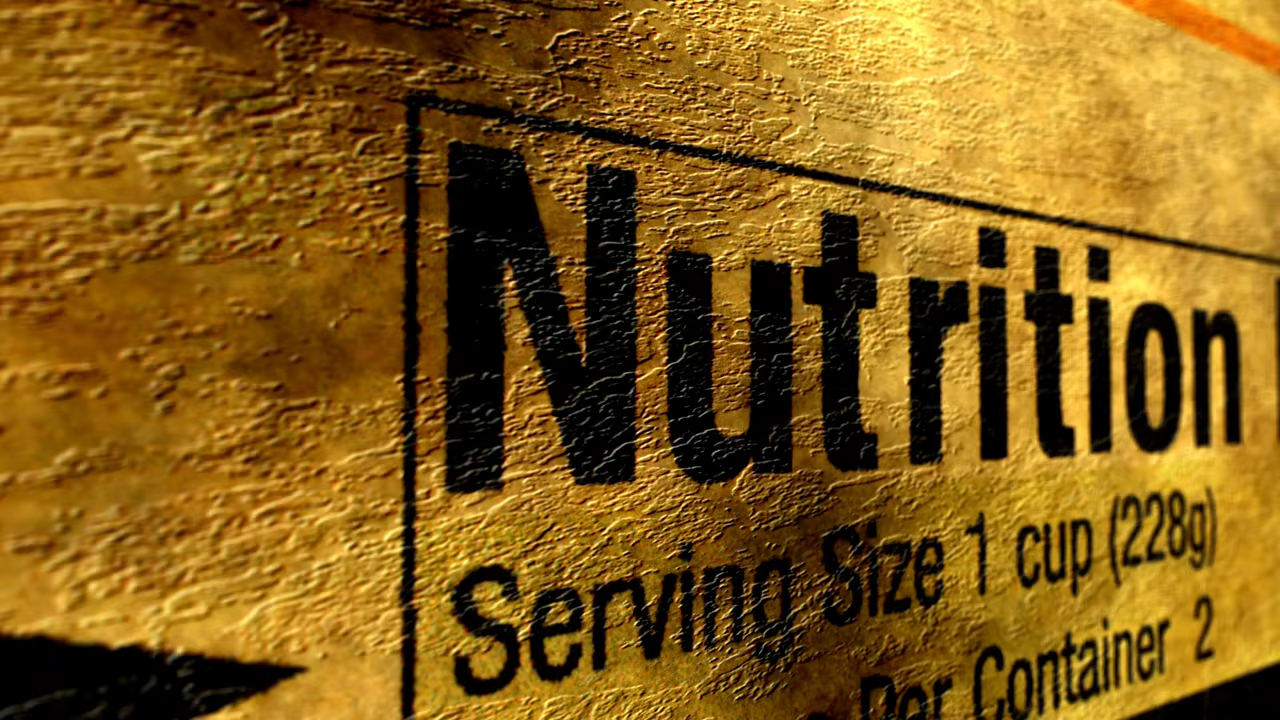 Nutrition
Serving Size 1 cup (228g)
Per Container 2